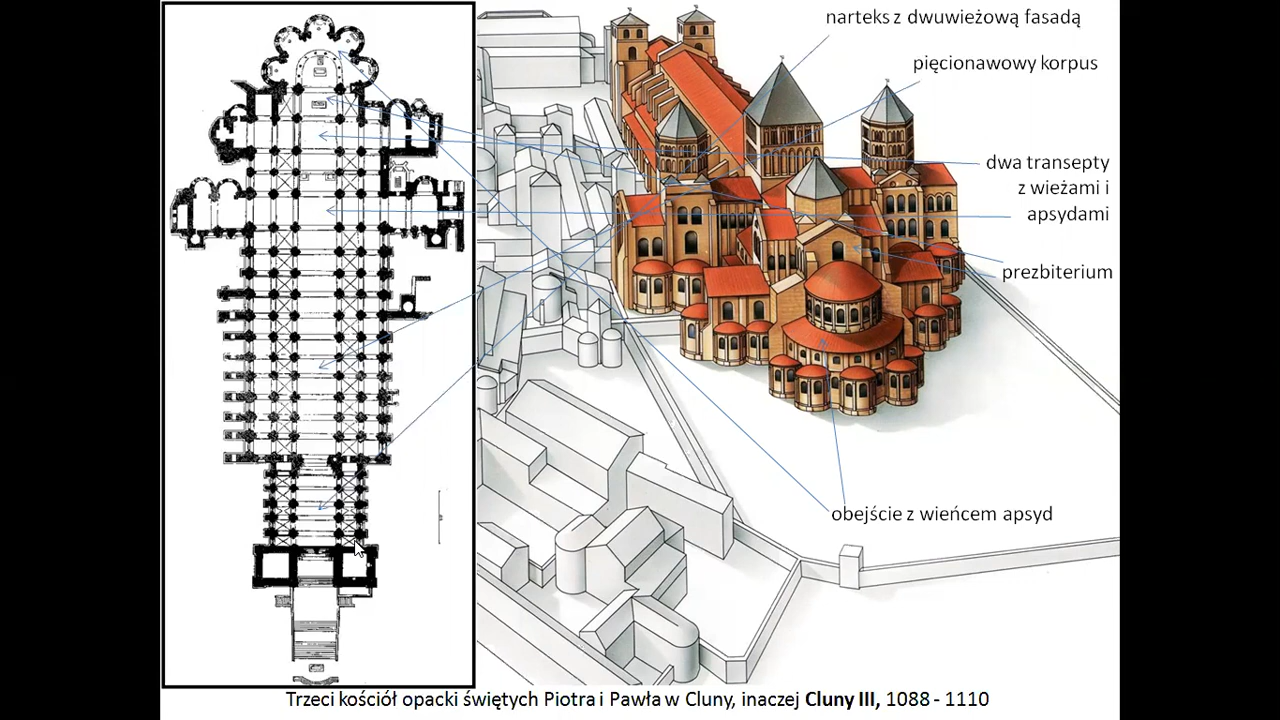 narteks z dwuwieżową fasadą
pięcionawowy korpus
dwa transepty
z wieżami i
apsydami
prezbiterium
obejście z wieńcem apsyd
Trzeci kościół opacki świętych Piotra i Pawła w Cluny, inaczej Cluny III, 1088 - 1110